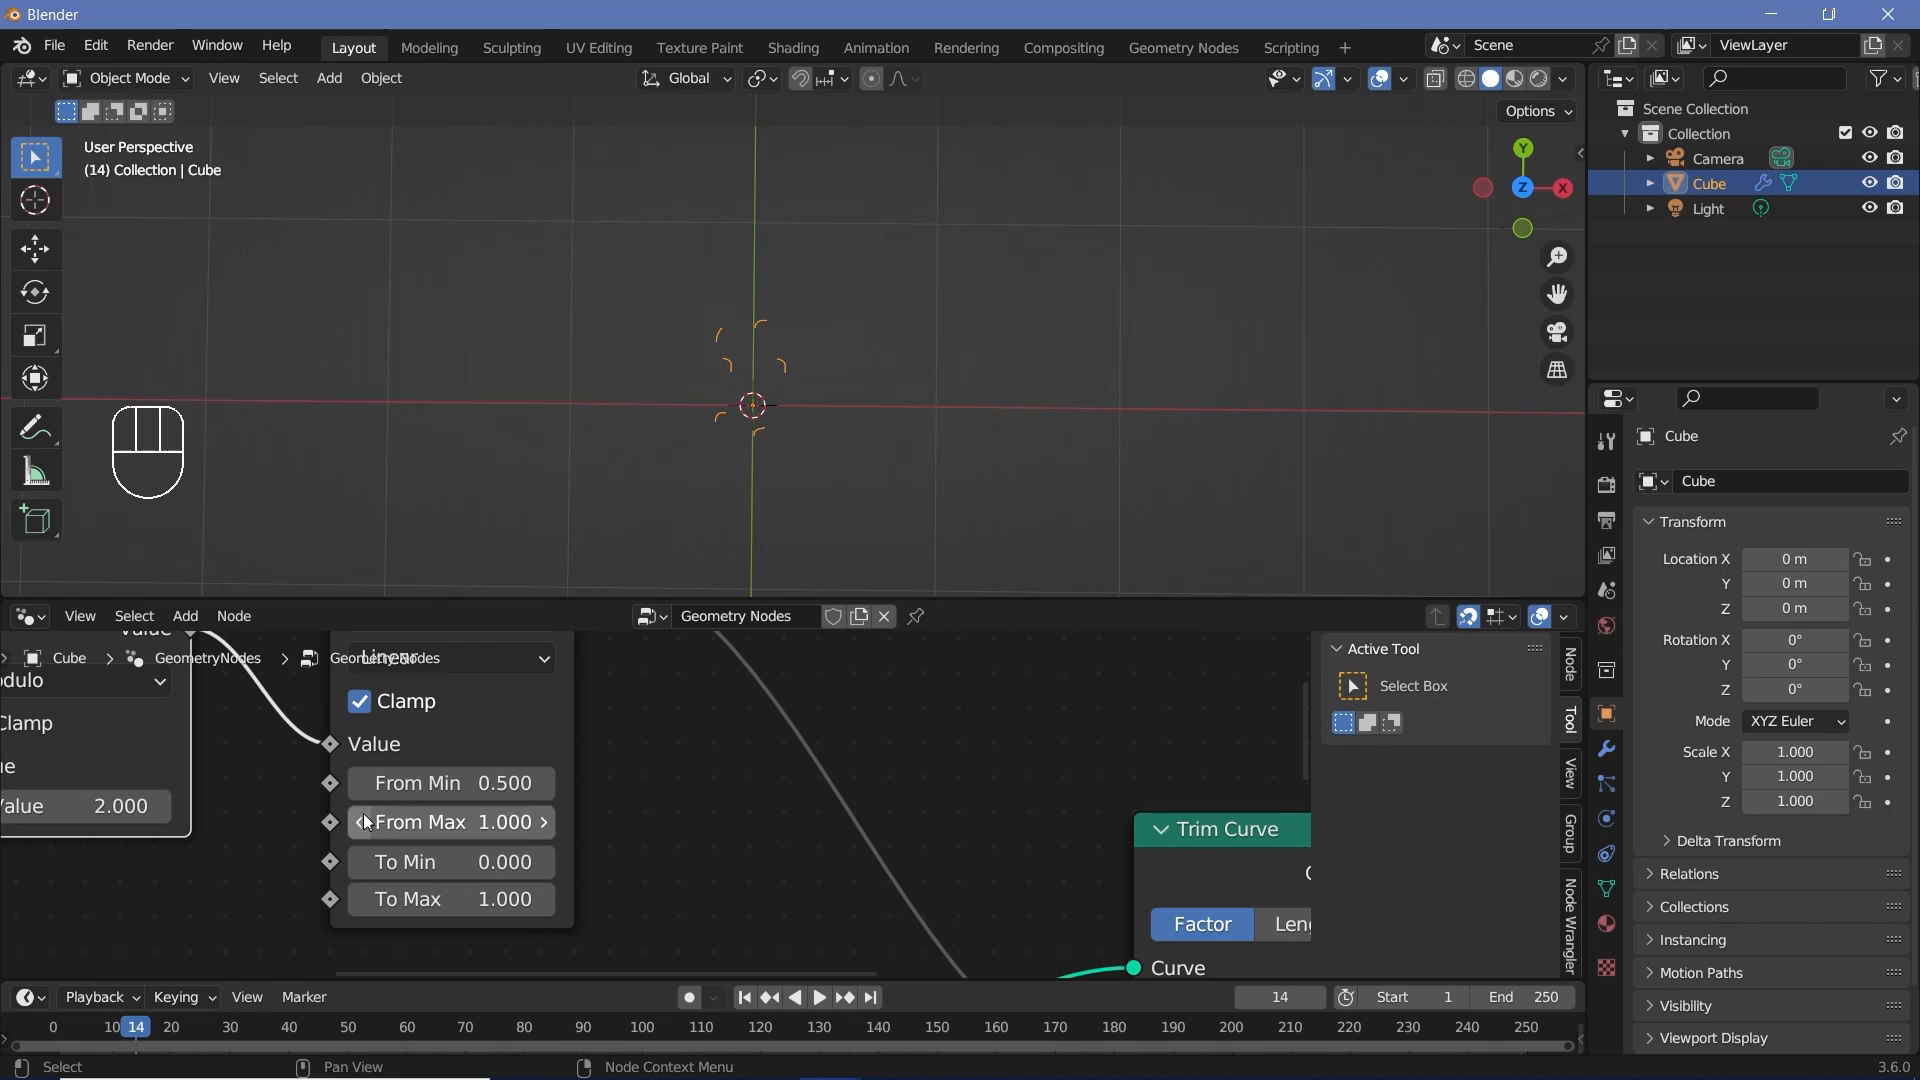 Blender
File Edit Render Window Help Layout Modeling Sculpting UV Editing Texture Paint Shading Animation Rendering Compositing Geometry Nodes Scripting + Scene ViewLayer
Object Mode View Select Add Object Global
Options
User Perspective
(14) Collection | Cube
Y
Z X
Scene Collection
Collection
Camera
Cube
Light
Cube
Cube
Transform
Location X 0 m
Y 0 m
Z 0 m
Rotation X 0°
Y 0°
Z 0°
Mode XYZ Euler
Scale X 1.000
Y 1.000
Z 1.000
Delta Transform
Relations
Collections
Instancing
Motion Paths
Visibility
Viewport Display
View Select Add Node Geometry Nodes
Value
Cube GeometryNodes Geometry Nodes
Linear
dulo
Clamp
Clamp
Value
ue
From Min 0.500
Value 2.000
From Max 1.000
To Min 0.000
To Max 1.000
Trim Curve
C
Factor Leng
Curve
Active Tool
Select Box
Node
Tool
View
Group
Node Wrangler
Playback Keying View Marker 14 Start 1 End 250
0 10 14 20 30 40 50 60 70 80 90 100 110 120 130 140 150 160 170 180 190 200 210 220 230 240 250
Select Pan View Node Context Menu 3.6.0